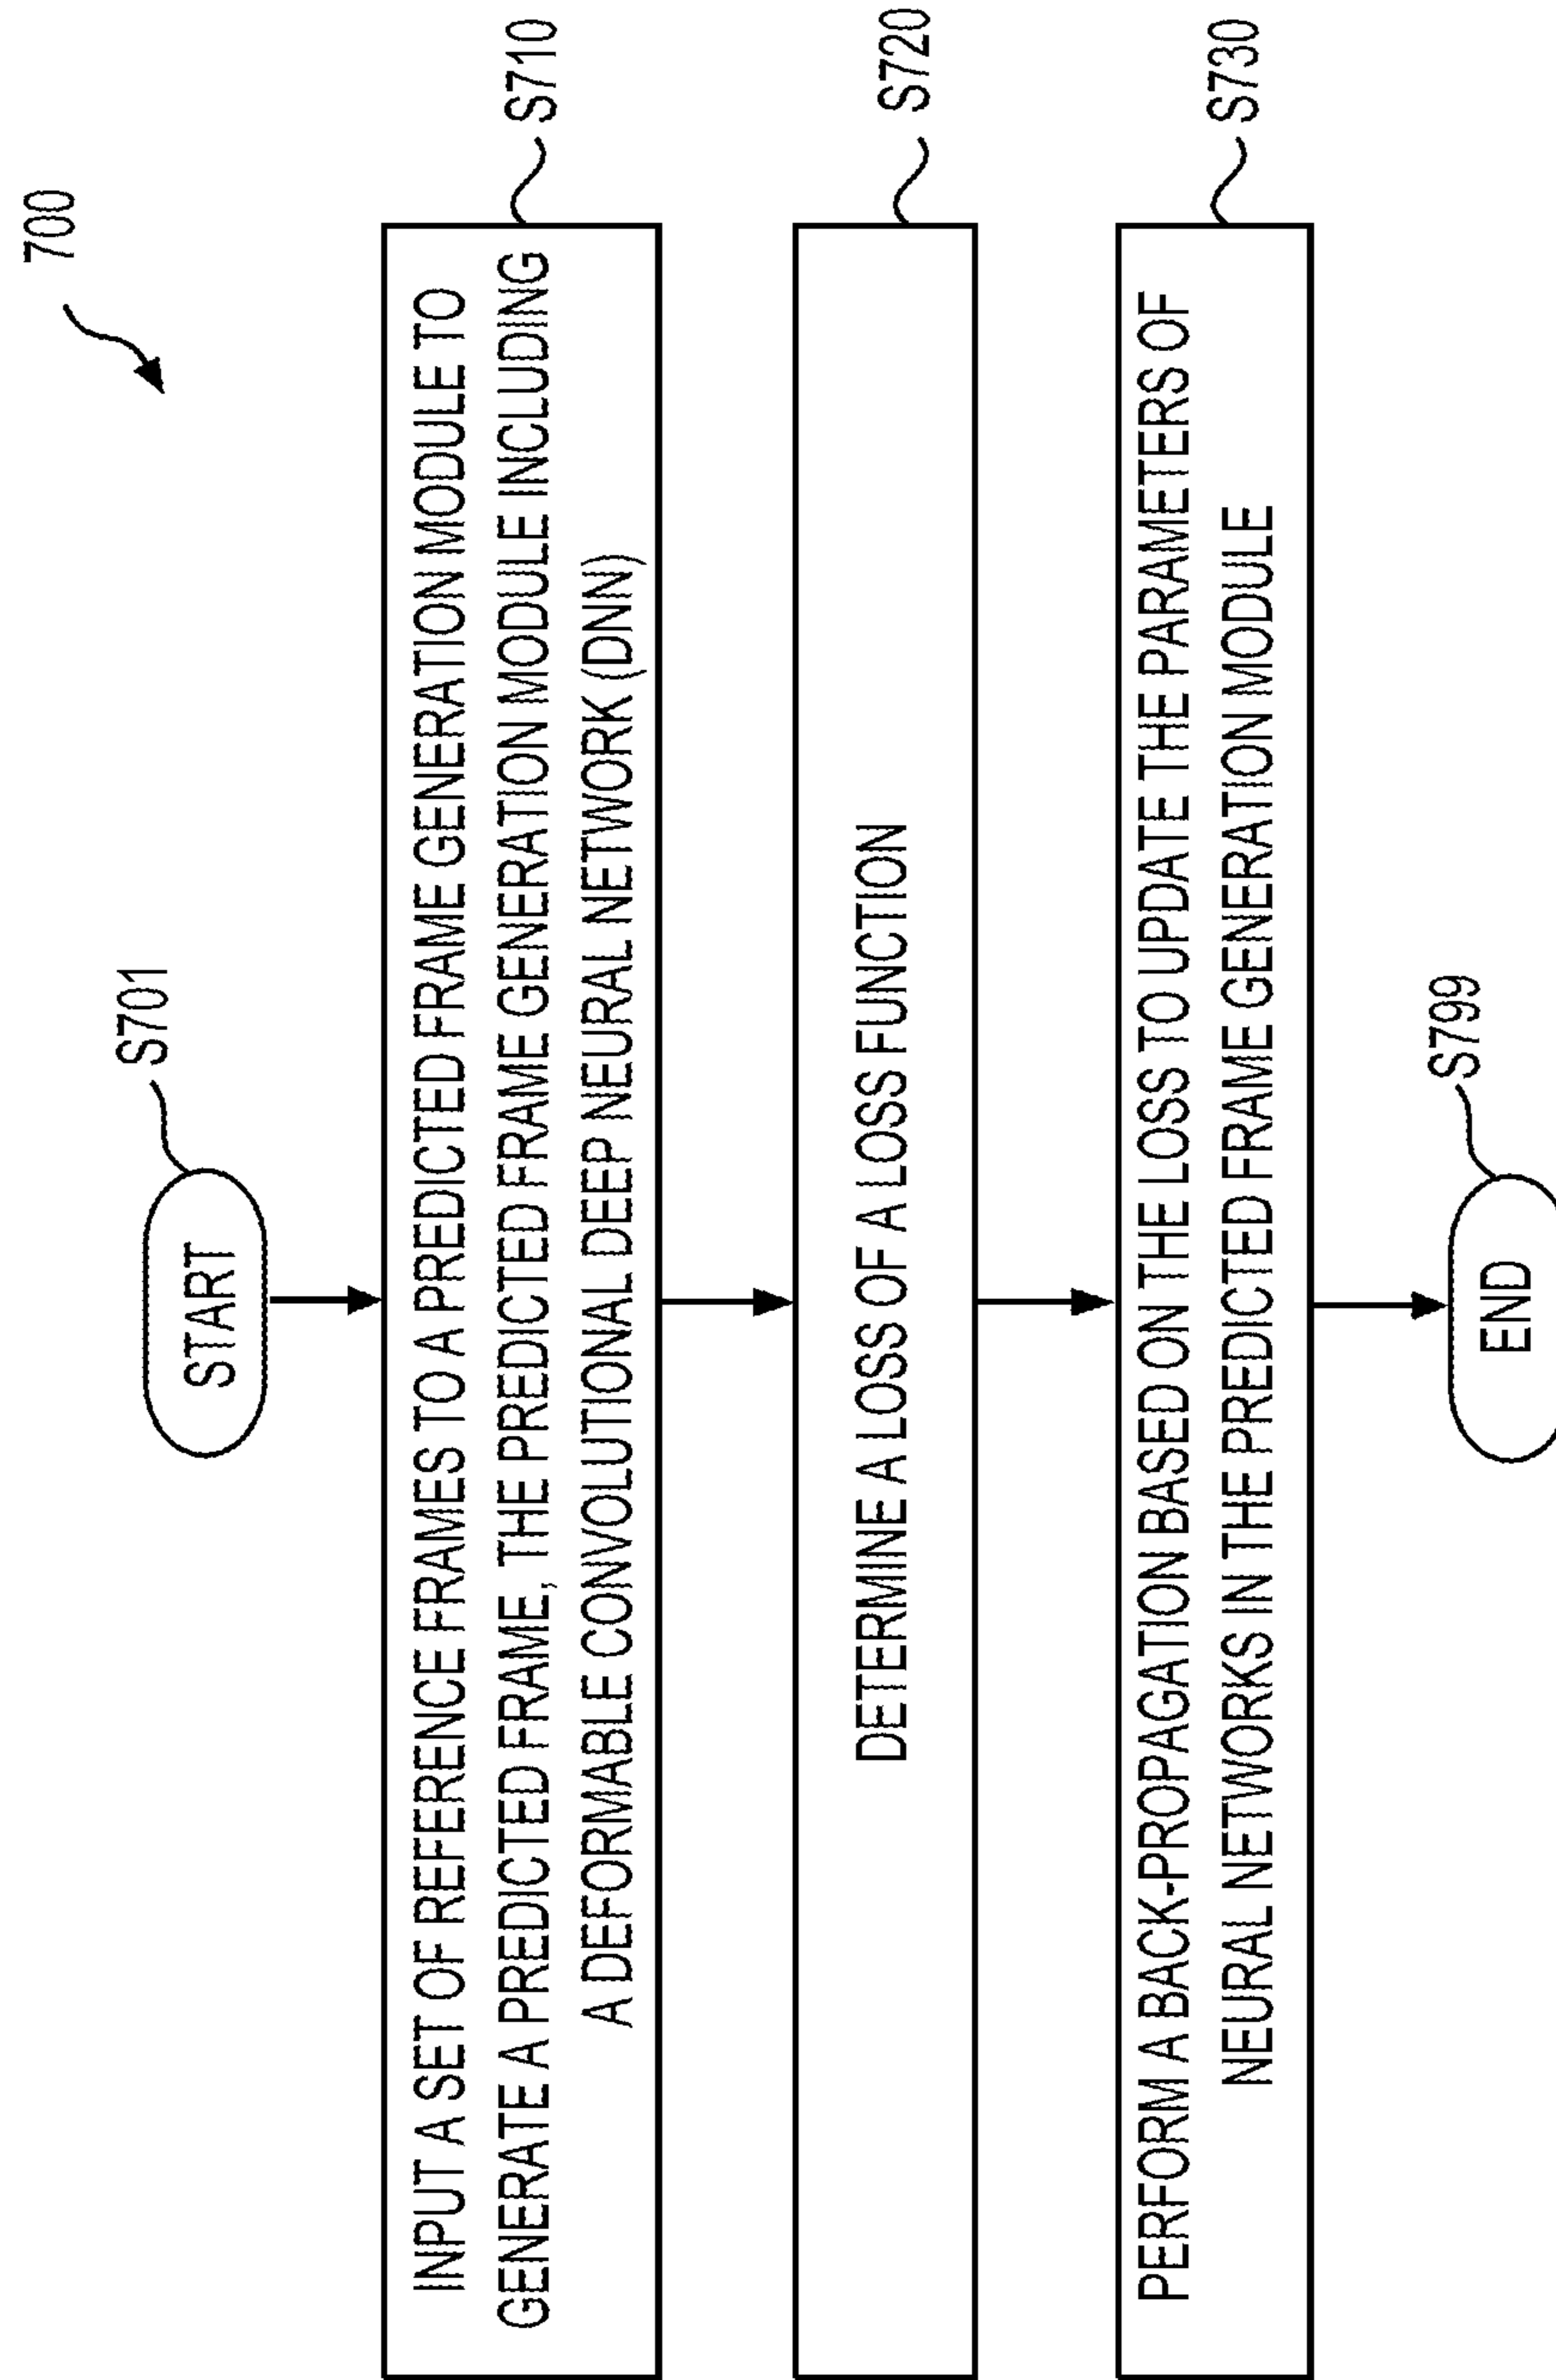 700
S701
START
S710
INPUT A SET OF REFERENCE FRAMES TO A PREDICTED FRAME GENERATION MODULE TO
GENERATE A PREDICTED FRAME, THE PREDICTED FRAME GENERATION MODULE INCLUDING
A DEFORMABLE CONVOLUTIONAL DEEP NEURAL NETWORK (DNN)
S720
DETERMINE A LOSS OF A LOSS FUNCTION
S730
PERFORM A BACK-PROPAGATION BASED ON THE LOSS TO UPDATE THE PARAMETERS OF
NEURAL NETWORKS IN THE PREDICTED FRAME GENERATION MODULE
S799
END